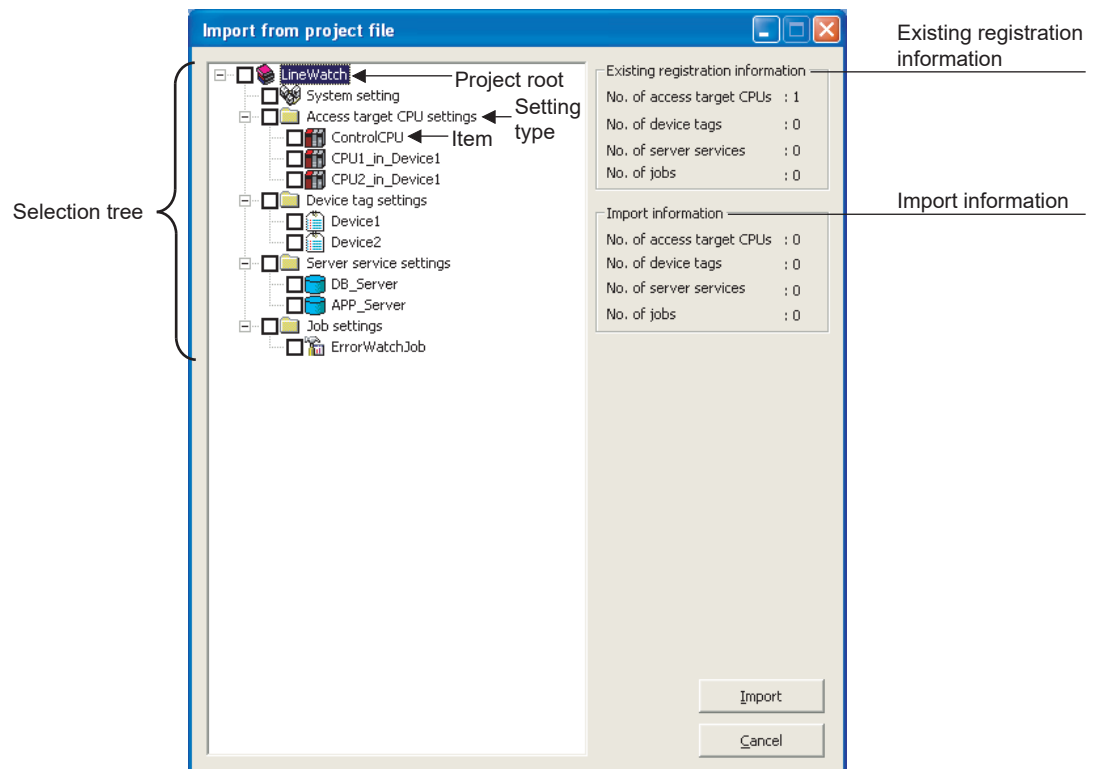 Import from project file
Existing registration
information
LineWatch
Project root
System setting
Access target CPU settings
Setting
type
ControlCPU
Item
CPU1_in_Device1
CPU2_in_Device1
Device tag settings
Device1
Device2
Server service settings
DB_Server
APP_Server
Job settings
ErrorWatchJob
Selection tree
Existing registration information
No. of access target CPUs : 1
No. of device tags : 0
No. of server services : 0
No. of jobs : 0
Import information
Import information
No. of access target CPUs : 0
No. of device tags : 0
No. of server services : 0
No. of jobs : 0
Import
Cancel